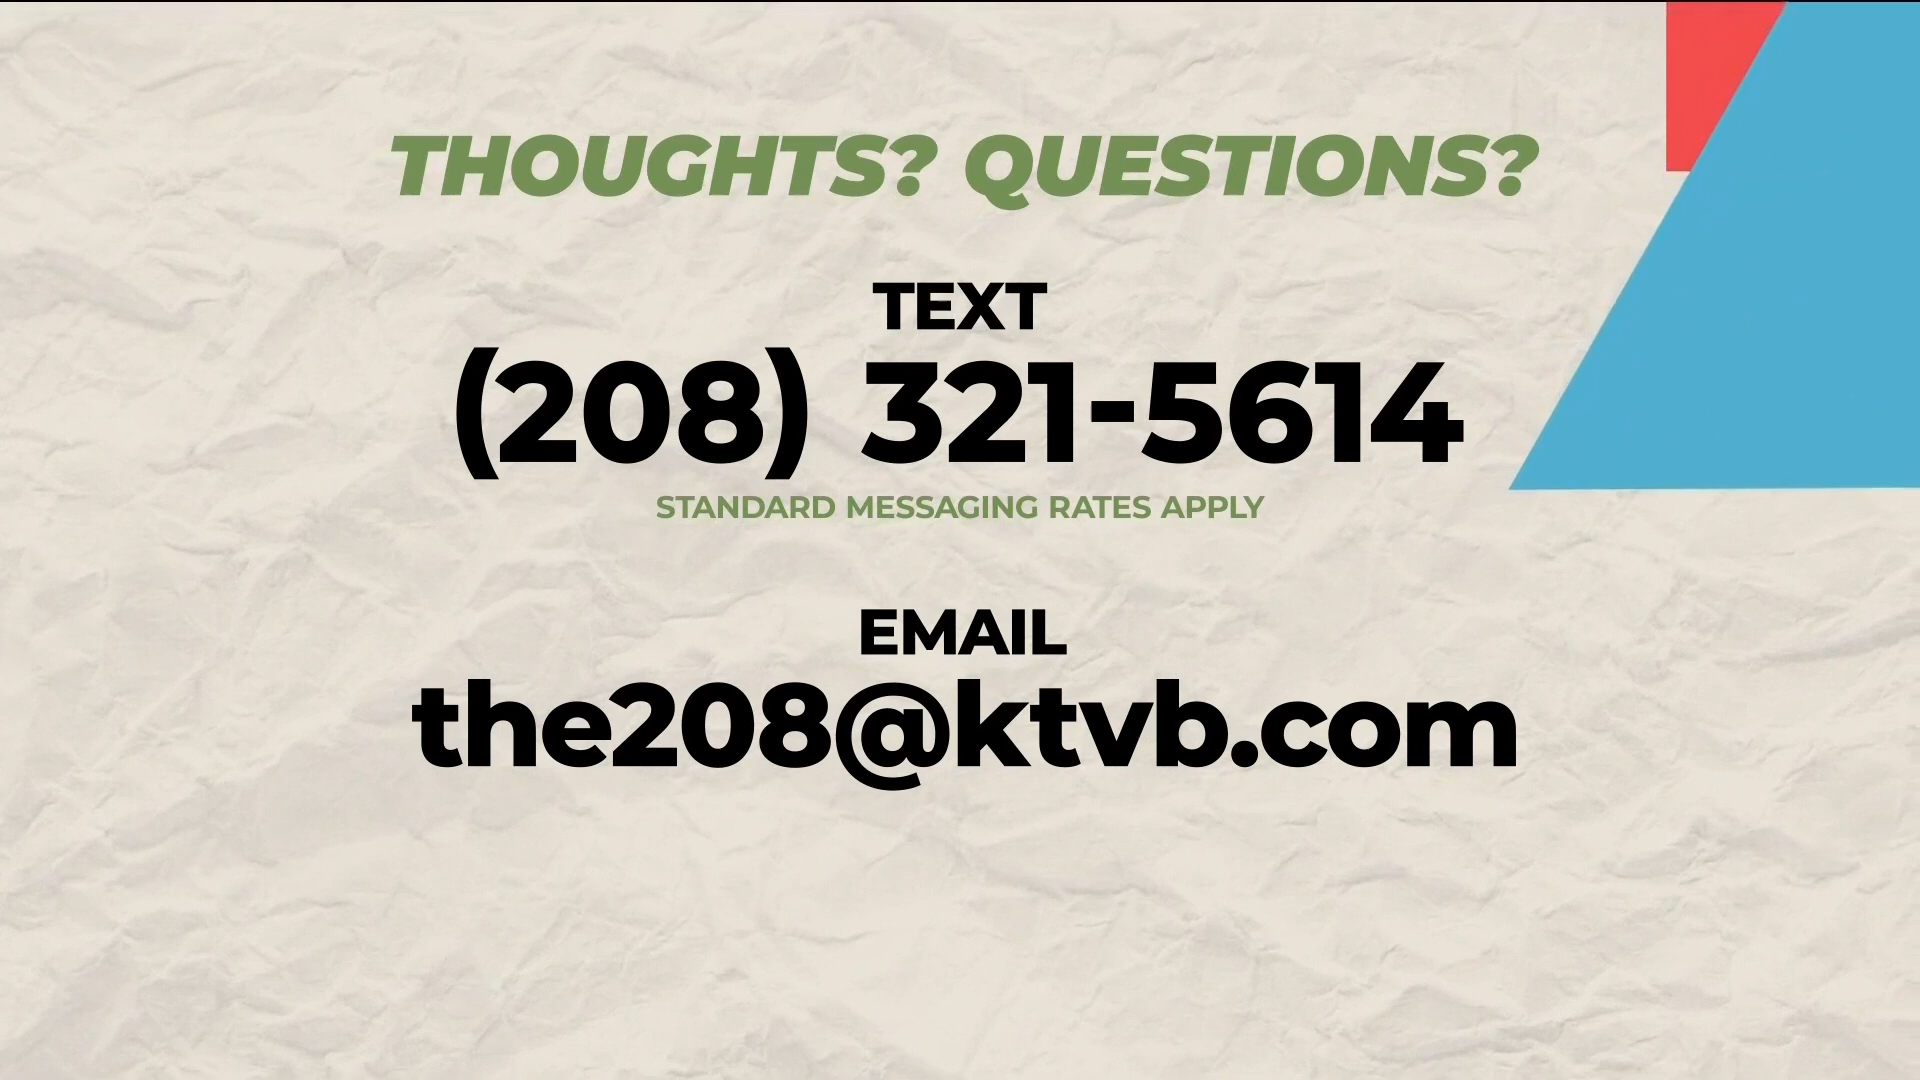 THOUGHTS? QUESTIONS?
TEXT
(208) 321-5614
STANDARD MESSAGING RATES APPLY
EMAIL
the208@ktvb.com